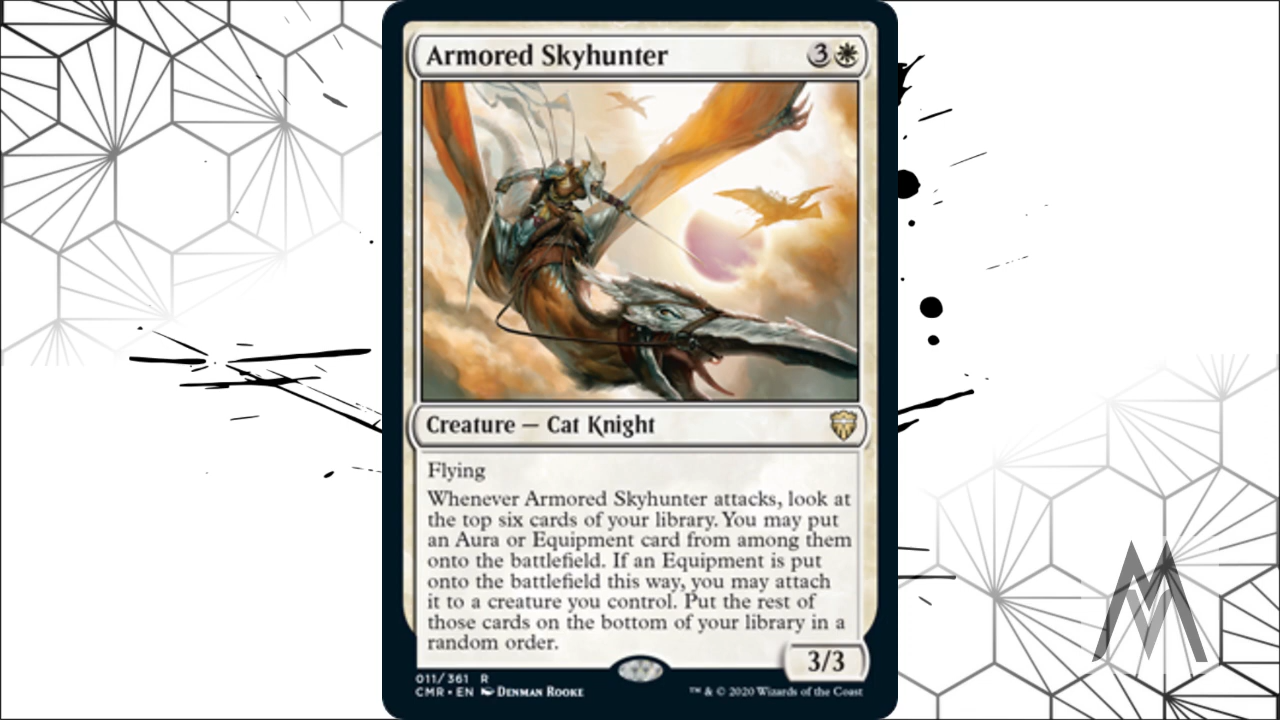 Armored Skyhunter 3
Creature — Cat Knight
Flying
Whenever Armored Skyhunter attacks, look at
the top six cards of your library. You may put
an Aura or Equipment card from among them
onto the battlefield. If an Equipment is put
onto the battlefield this way, you may attach
it to a creature you control. Put the rest of
those cards on the bottom of your library in a
random order.
3/3
011/361 R
CMR • EN Denman Rooke
™ & © 2020 Wizards of the Coast
M